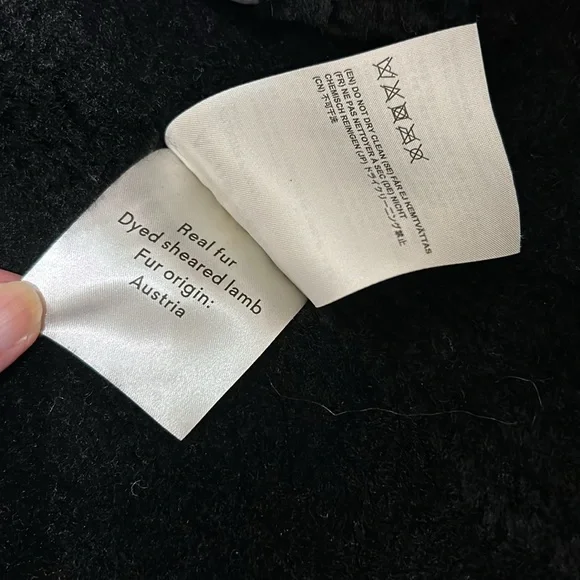 Real fur
Dyed sheared lamb
Fur origin:
Austria
(EN) DO NOT DRY CLEAN (SE) FÅR EJ KEMTVÄTTAS
(FR) NE PAS NETTOYER À SEC (DE) NICHT
CHEMISCH REINIGEN (JP) ドライクリーニング禁止
(CN) 不可干洗